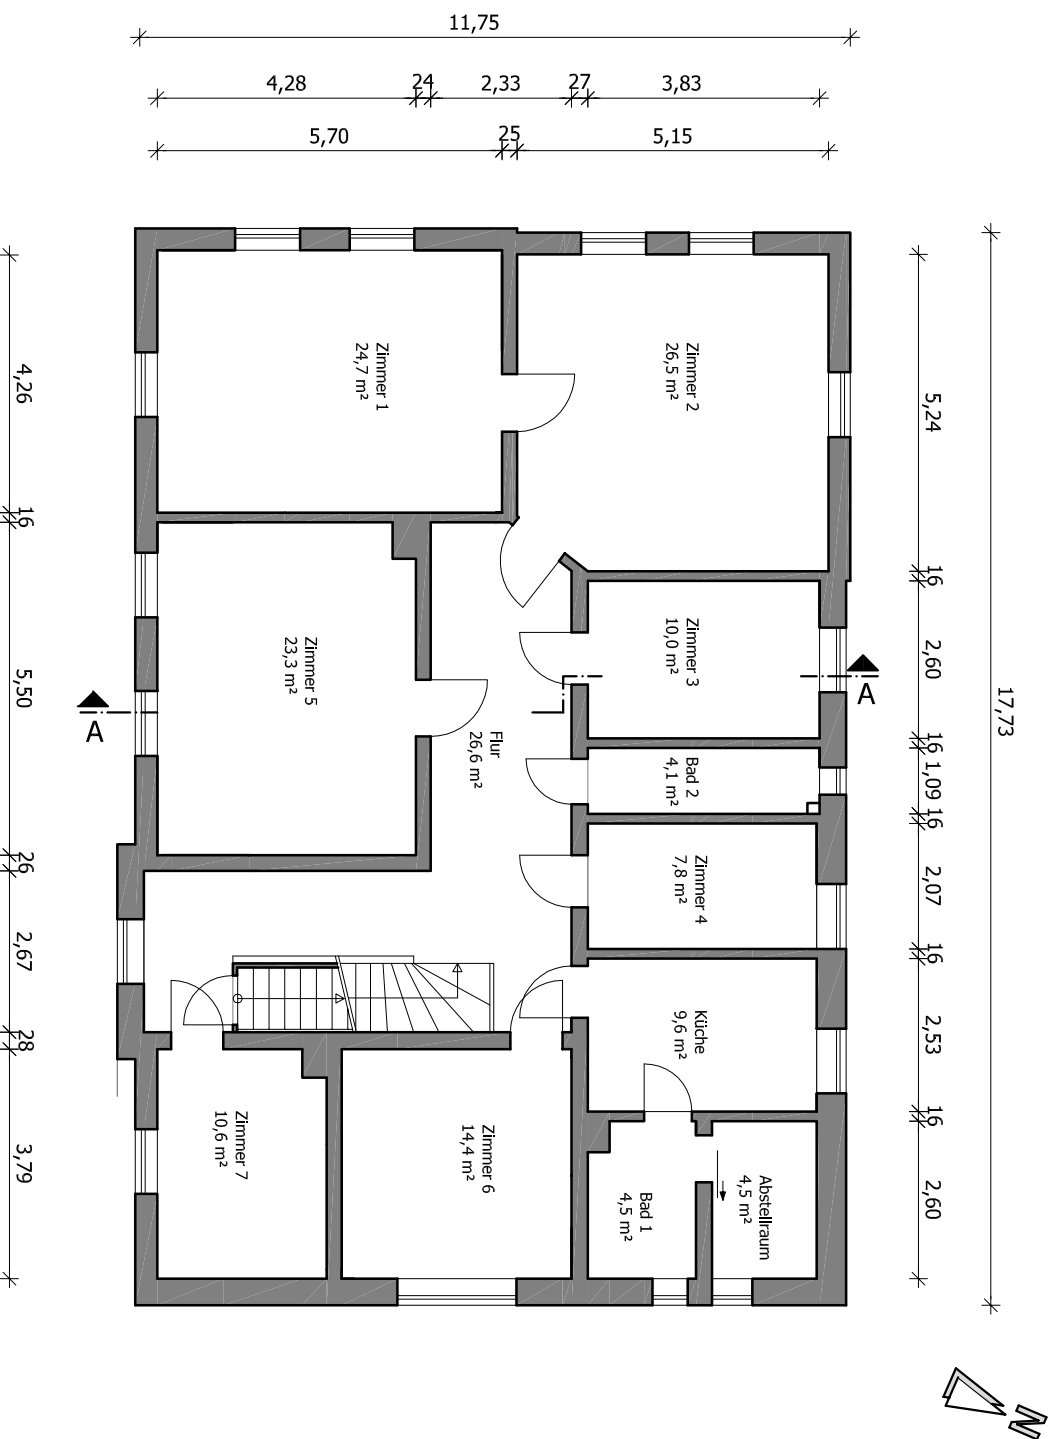 11,75
4,28
24
2,33
27
3,83
5,70
25
5,15
Zimmer 1
24,7 m²
Zimmer 2
26,5 m²
Zimmer 3
10,0 m²
Zimmer 5
23,3 m²
Flur
26,6 m²
Bad 2
4,1 m²
Zimmer 4
7,8 m²
Küche
9,6 m²
Zimmer 7
10,6 m²
Zimmer 6
14,4 m²
Bad 1
4,5 m²
Abstellraum
4,5 m²
A
A
4,26
16
5,50
26
2,67
28
3,79
5,24
16
2,60
16
1,09
16
2,07
16
2,53
16
2,60
17,73
N